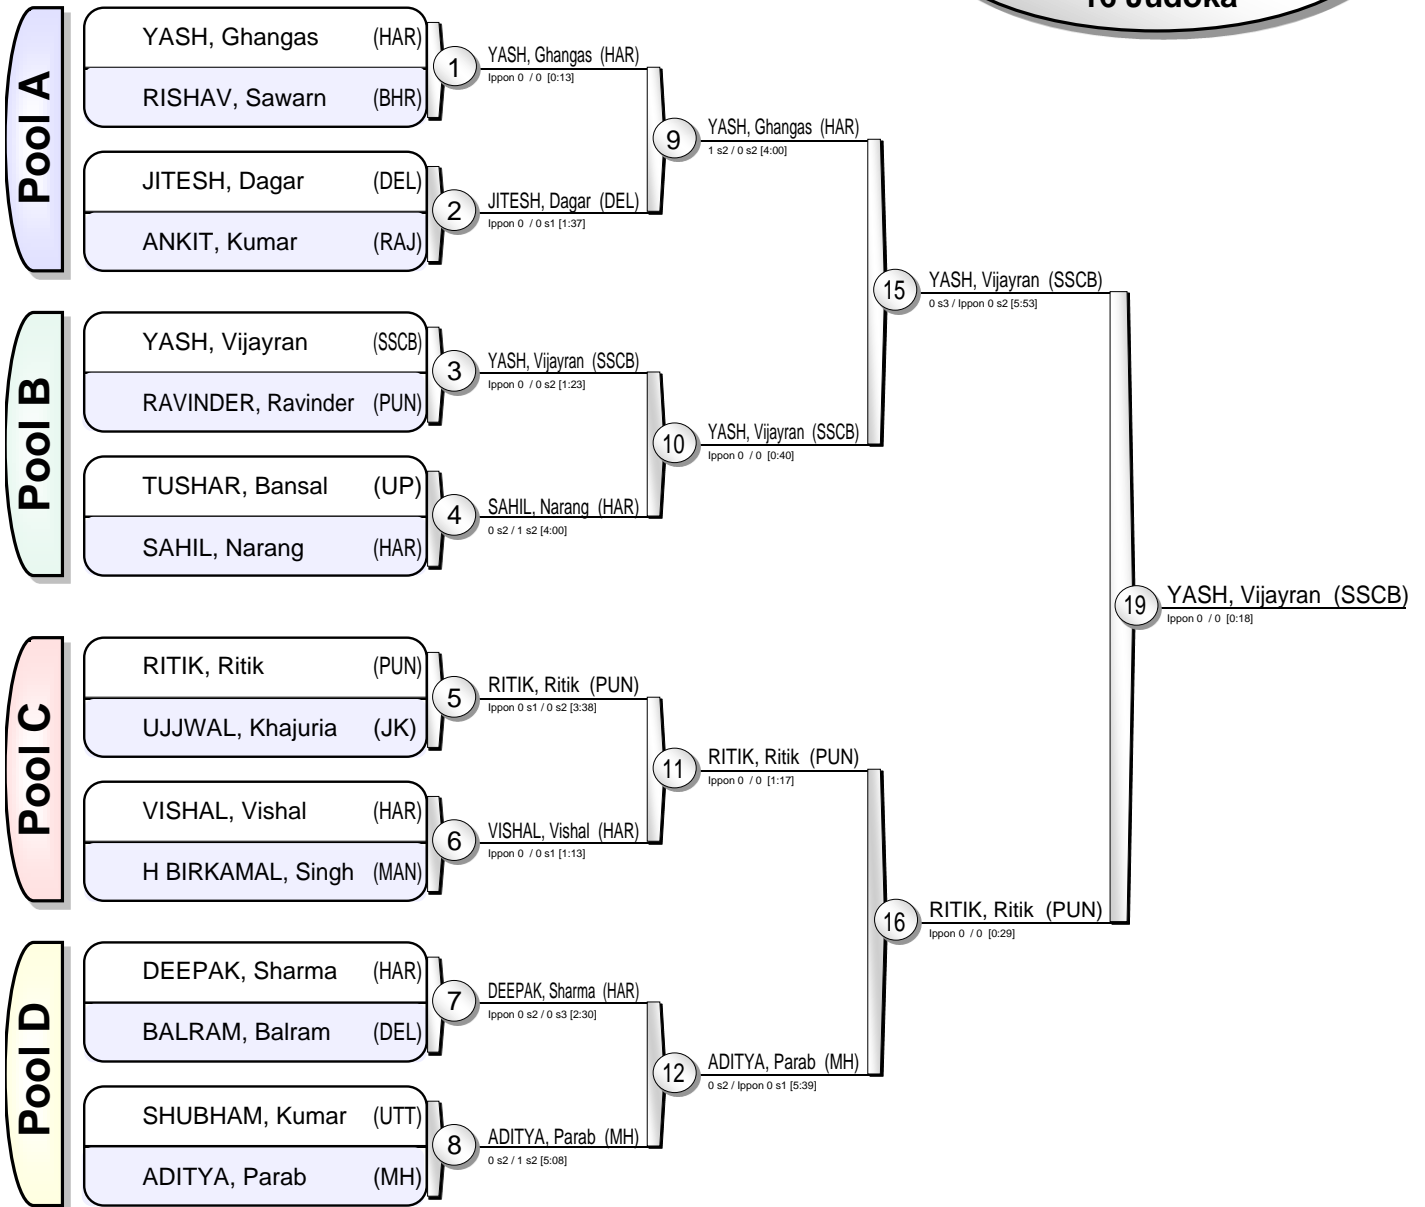 16 Judoka
Pool A
YASH, Ghangas (HAR)
RISHAV, Sawarn (BHR)
JITESH, Dagar (DEL)
ANKIT, Kumar (RAJ)
Pool B
YASH, Vijayran (SSCB)
RAVINDER, Ravinder (PUN)
TUSHAR, Bansal (UP)
SAHIL, Narang (HAR)
Pool C
RITIK, Ritik (PUN)
UJJWAL, Khajuria (JK)
VISHAL, Vishal (HAR)
H BIRKAMAL, Singh (MAN)
Pool D
DEEPAK, Sharma (HAR)
BALRAM, Balram (DEL)
SHUBHAM, Kumar (UTT)
ADITYA, Parab (MH)
1 YASH, Ghangas (HAR)
Ippon 0 / 0 [0:13]
2 JITESH, Dagar (DEL)
Ippon 0 / 0 s1 [1:37]
3 YASH, Vijayran (SSCB)
Ippon 0 / 0 s2 [1:23]
4 SAHIL, Narang (HAR)
0 s2 / 1 s2 [4:00]
5 RITIK, Ritik (PUN)
Ippon 0 s1 / 0 s2 [3:38]
6 VISHAL, Vishal (HAR)
Ippon 0 / 0 s1 [1:13]
7 DEEPAK, Sharma (HAR)
Ippon 0 s2 / 0 s3 [2:30]
8 ADITYA, Parab (MH)
0 s2 / 1 s2 [5:08]
9 YASH, Ghangas (HAR)
1 s2 / 0 s2 [4:00]
10 YASH, Vijayran (SSCB)
Ippon 0 / 0 [0:40]
11 RITIK, Ritik (PUN)
Ippon 0 / 0 [1:17]
12 ADITYA, Parab (MH)
0 s2 / Ippon 0 s1 [5:39]
15 YASH, Vijayran (SSCB)
0 s3 / Ippon 0 s2 [5:53]
16 RITIK, Ritik (PUN)
Ippon 0 / 0 [0:29]
19 YASH, Vijayran (SSCB)
Ippon 0 / 0 [0:18]